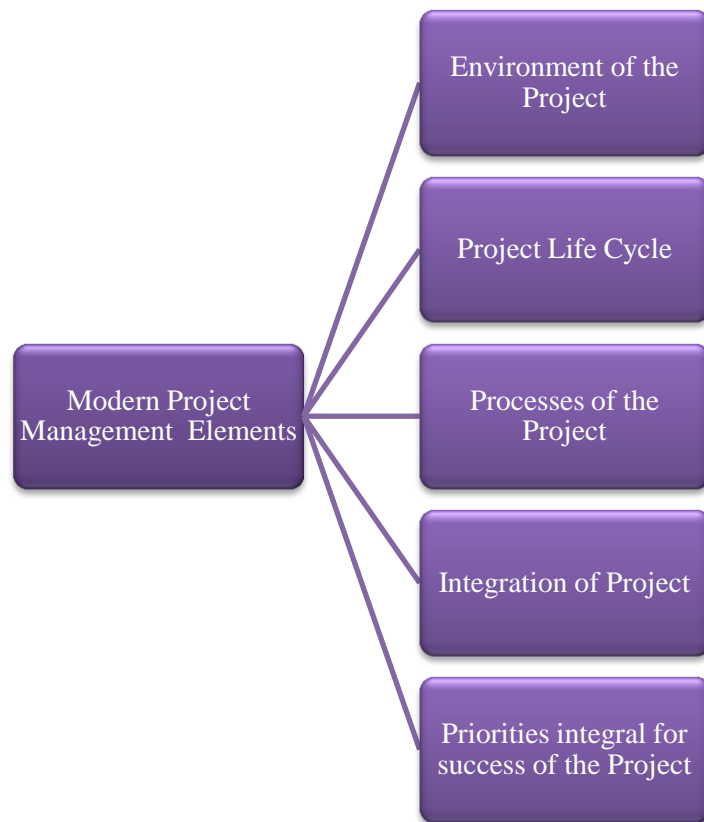 Environment of the
Project
Project Life Cycle
Modern Project
Management  Elements
Processes of the
Project
Integration of Project
Priorities integral for
success of the Project